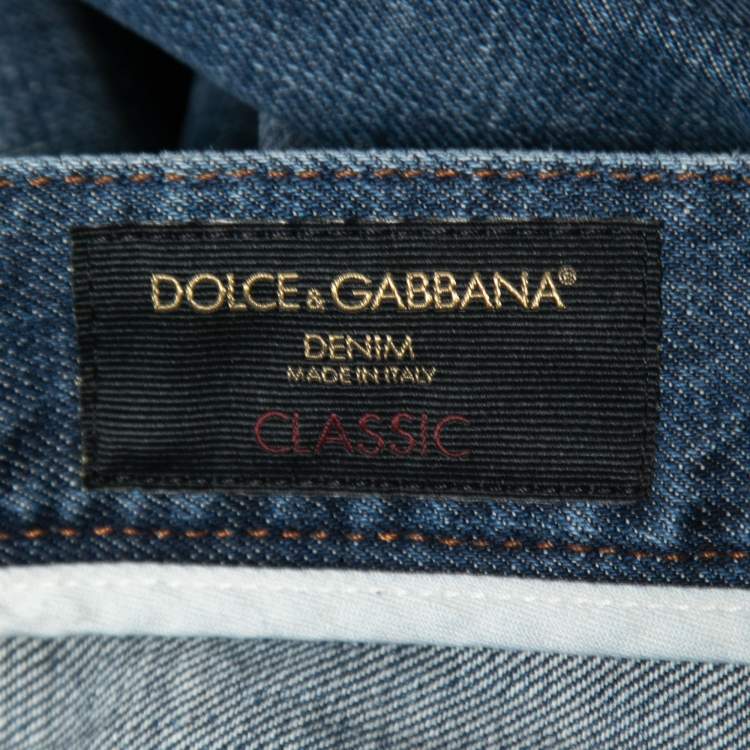 DOLCE & GABBANA®
DENIM
MADE IN ITALY
CLASSIC